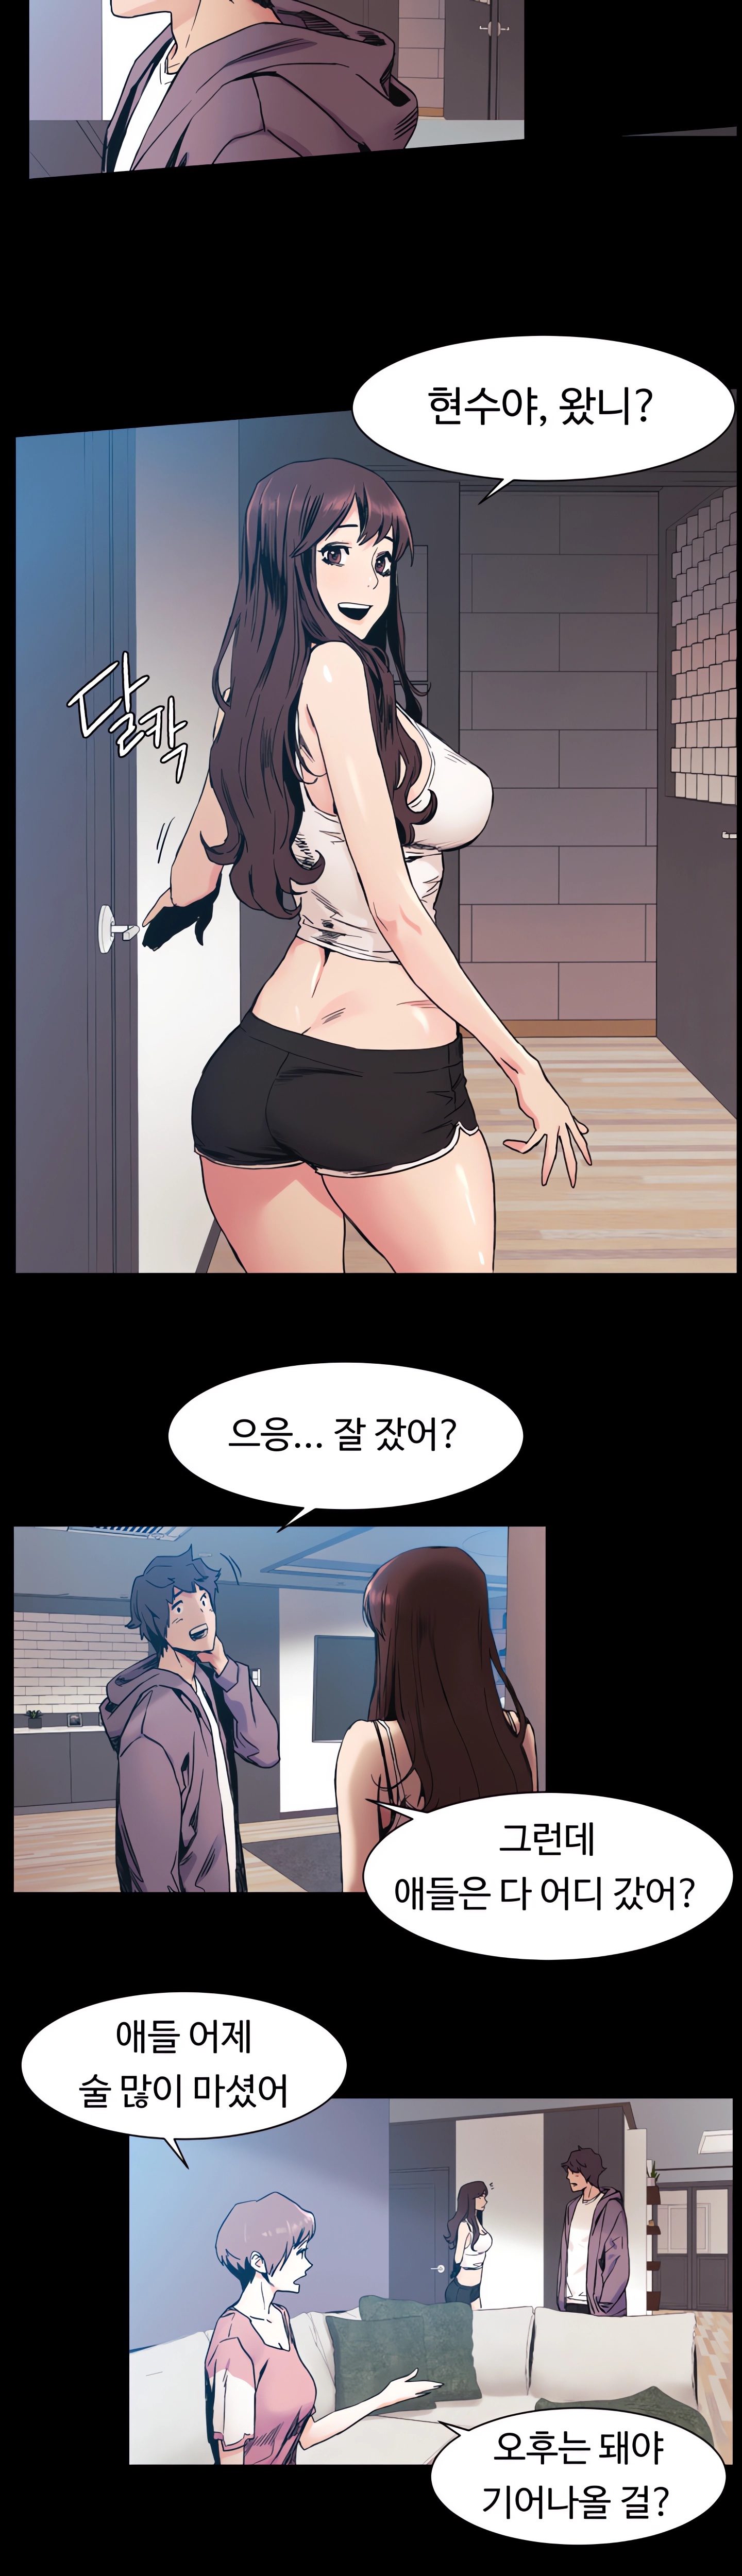 현수야, 왔니?
달칵
으응... 잘 잤어?
그런데
애들은 다 어디 갔어?
애들 어제
술 많이 마셨어
오후는 돼야
기어나올 걸?